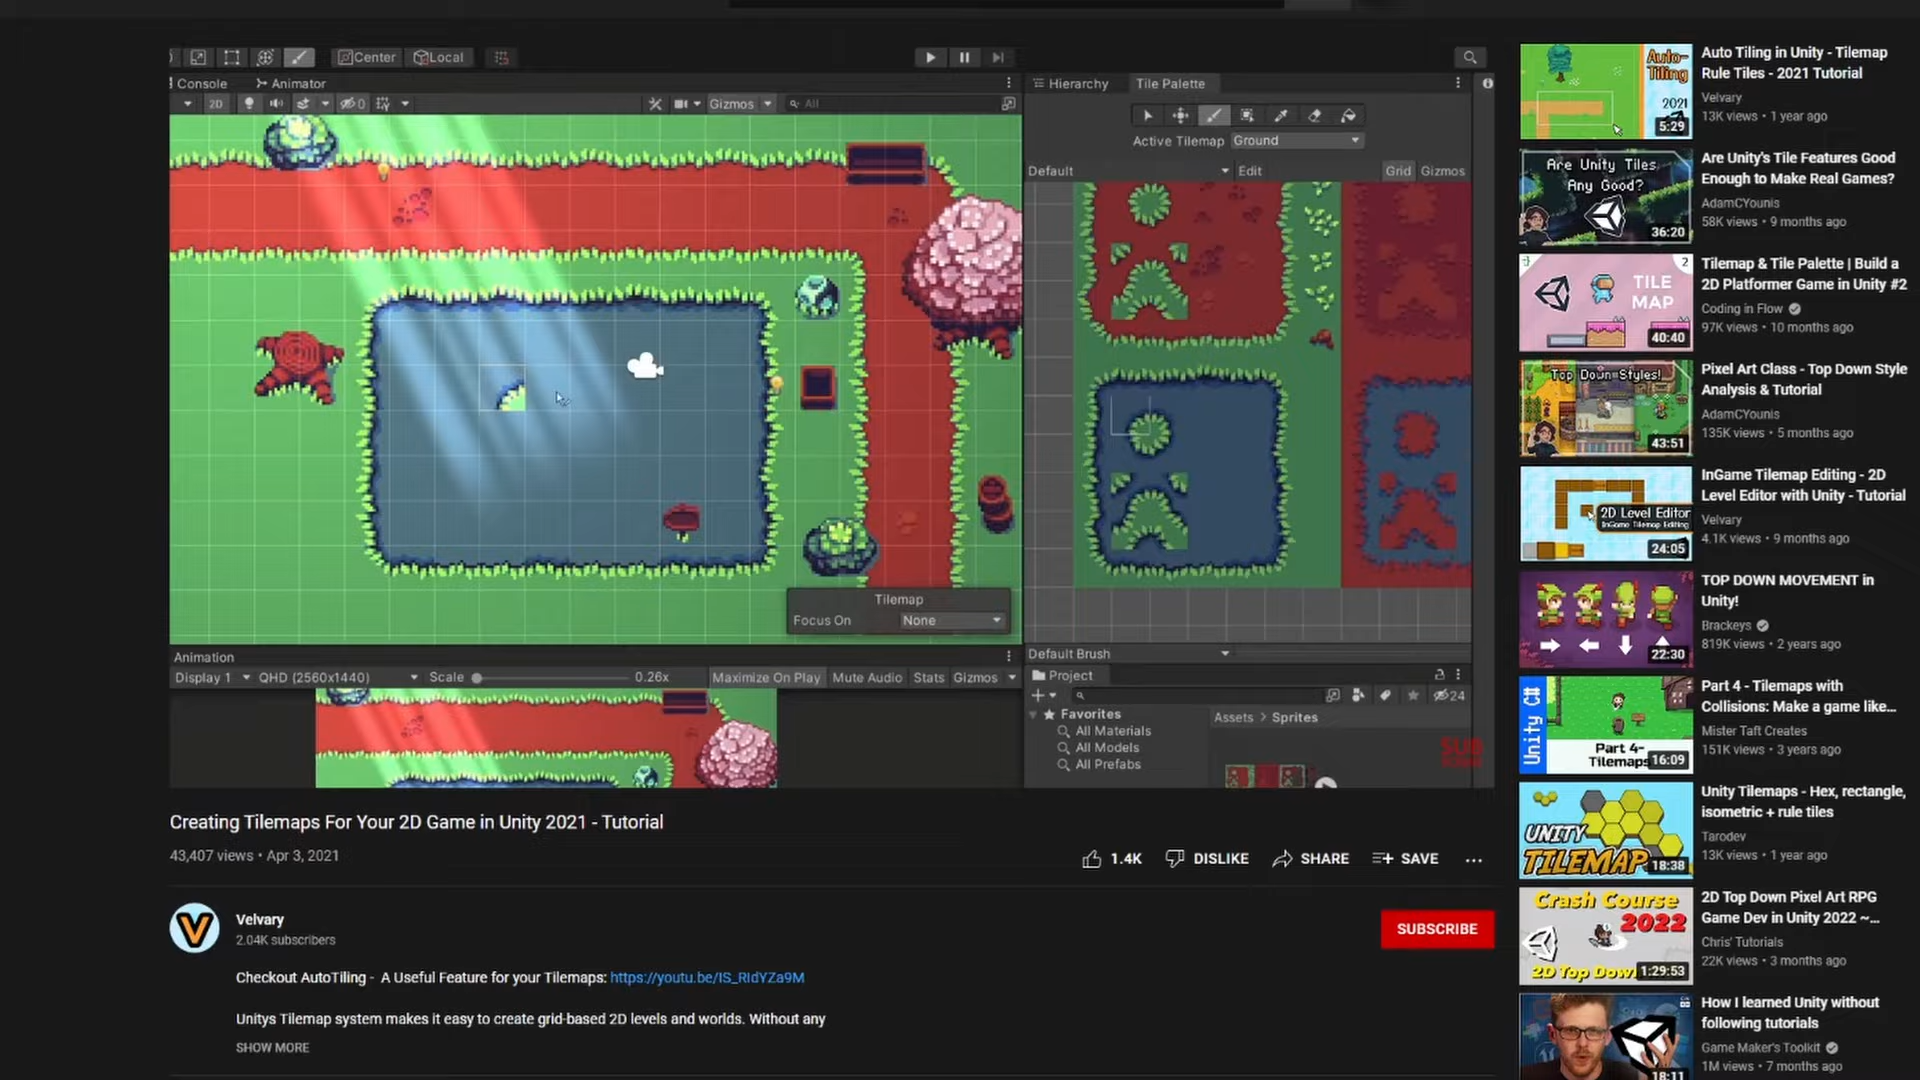 Center
Local
Console
Animator
2D
0
Gizmos
All
Hierarchy
Tile Palette
Active Tilemap
Ground
Default
Edit
Grid
Gizmos
Tilemap
Focus On
None
Default Brush
Animation
Display 1
QHD (2560x1440)
Scale
0.26x
Maximize On Play
Mute Audio
Stats
Gizmos
Project
24
Favorites
All Materials
All Models
All Prefabs
Assets > Sprites
SUB
Creating Tilemaps For Your 2D Game in Unity 2021 - Tutorial
43,407 views • Apr 3, 2021
1.4K
DISLIKE
SHARE
SAVE
V
Velvary
2.04K subscribers
SUBSCRIBE
Checkout AutoTiling - A Useful Feature for your Tilemaps: https://youtu.be/IS_RIdYZa9M
Unitys Tilemap system makes it easy to create grid-based 2D levels and worlds. Without any
SHOW MORE
Auto-
Tiling
2021
5:29
Auto Tiling in Unity - Tilemap
Rule Tiles - 2021 Tutorial
Velvary
13K views • 1 year ago
Are Unity Tiles
Any Good?
36:20
Are Unity's Tile Features Good
Enough to Make Real Games?
AdamCYounis
58K views • 9 months ago
2
TILE
MAP
40:40
Tilemap & Tile Palette | Build a
2D Platformer Game in Unity #2
Coding in Flow
97K views • 10 months ago
Top Down Styles!
43:51
Pixel Art Class - Top Down Style
Analysis & Tutorial
AdamCYounis
135K views • 5 months ago
2D Level Editor
InGame Tilemap Editing
24:05
InGame Tilemap Editing - 2D
Level Editor with Unity - Tutorial
Velvary
4.1K views • 9 months ago
22:30
TOP DOWN MOVEMENT in
Unity!
Brackeys
819K views • 2 years ago
Unity C#
Part 4-
Tilemaps
16:09
Part 4 - Tilemaps with
Collisions: Make a game like...
Mister Taft Creates
151K views • 3 years ago
UNITY
TILEMAP
18:38
Unity Tilemaps - Hex, rectangle,
isometric + rule tiles
Tarodev
13K views • 1 year ago
Crash Course
2022
2D Top Down
1:29:53
2D Top Down Pixel Art RPG
Game Dev in Unity 2022 ~...
Chris' Tutorials
22K views • 3 months ago
18:11
How I learned Unity without
following tutorials
Game Maker's Toolkit
1M views • 7 months ago